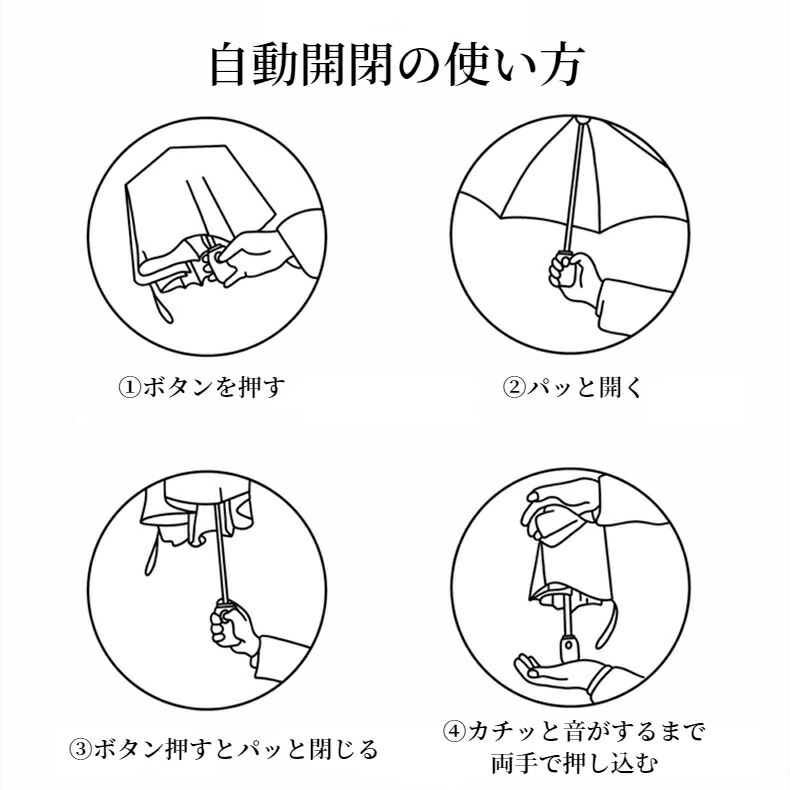 自動開閉の使い方
①ボタンを押す
②パッと開く
③ボタン押すとパッと閉じる
④カチッと音がするまで
両手で押し込む